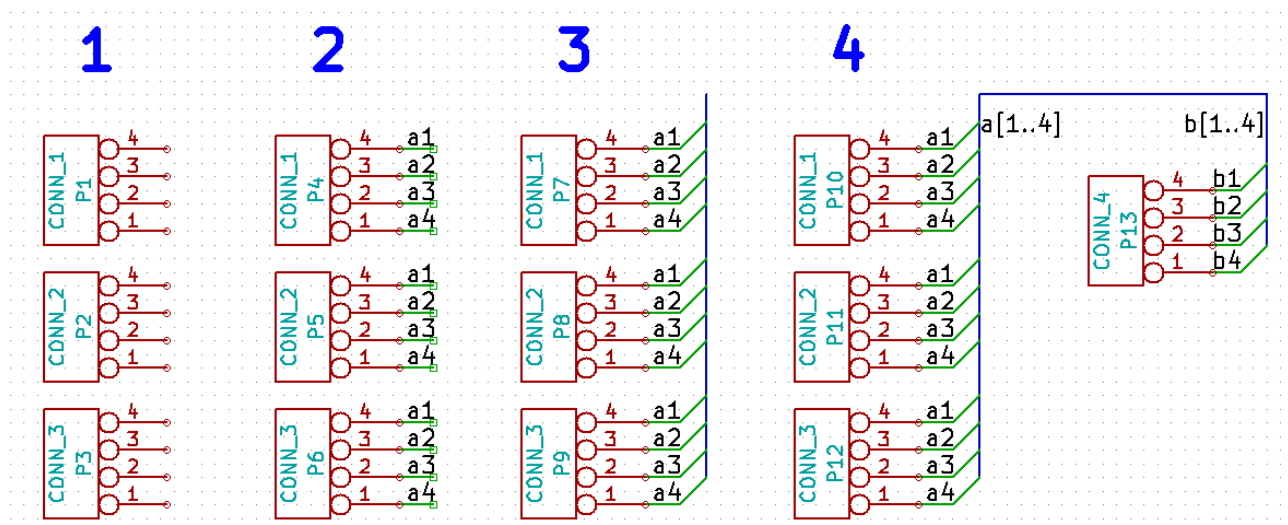 1 2 3 4
a[1..4] b[1..4]
CONN_1 P1 4 3 2 1
CONN_1 P4 4 a1 3 a2 2 a3 1 a4
CONN_1 P7 4 a1 3 a2 2 a3 1 a4
CONN_1 P10 4 a1 3 a2 2 a3 1 a4
CONN_4 P13 4 b1 3 b2 2 b3 1 b4
CONN_2 P2 4 3 2 1
CONN_2 P5 4 a1 3 a2 2 a3 1 a4
CONN_2 P8 4 a1 3 a2 2 a3 1 a4
CONN_2 P11 4 a1 3 a2 2 a3 1 a4
CONN_3 P3 4 3 2 1
CONN_3 P6 4 a1 3 a2 2 a3 1 a4
CONN_3 P9 4 a1 3 a2 2 a3 1 a4
CONN_3 P12 4 a1 3 a2 2 a3 1 a4